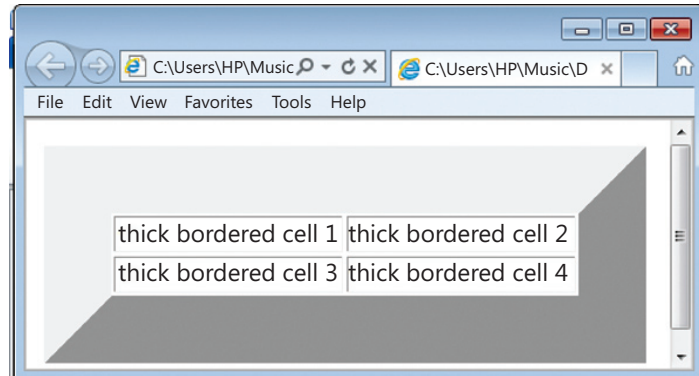 C:\Users\HP\Music C:\Users\HP\Music\D
File Edit View Favorites Tools Help
thick bordered cell 1 thick bordered cell 2
thick bordered cell 3 thick bordered cell 4